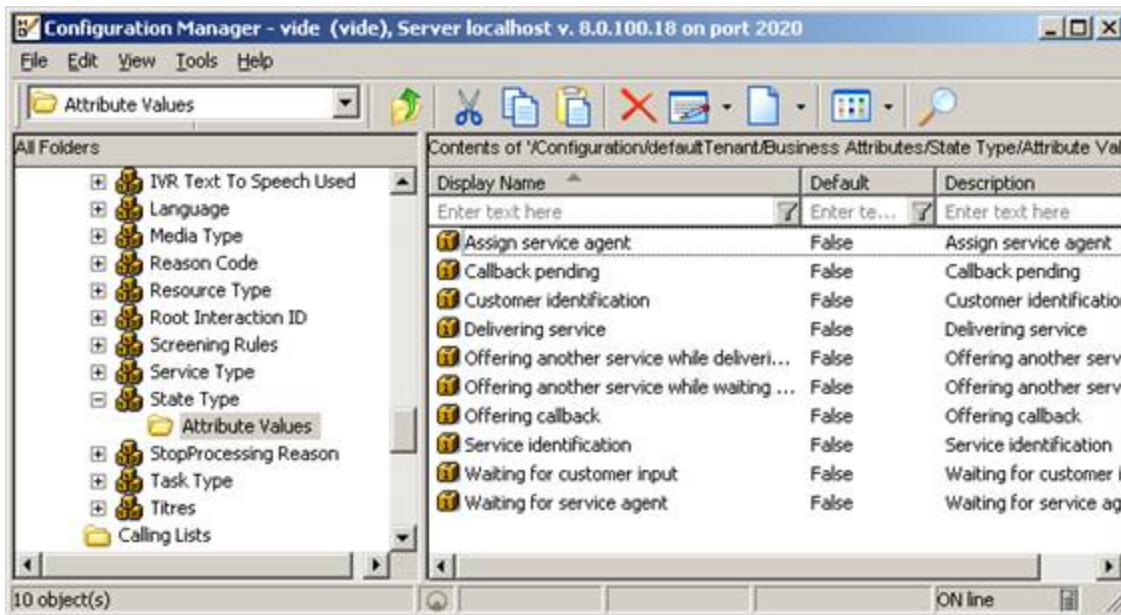 Configuration Manager - vide (vide), Server localhost v. 8.0.100.18 on port 2020
File Edit View Tools Help
Attribute Values
All Folders
IVR Text To Speech Used
Language
Media Type
Reason Code
Resource Type
Root Interaction ID
Screening Rules
Service Type
State Type
Attribute Values
StopProcessing Reason
Task Type
Titres
Calling Lists
Contents of '/Configuration/defaultTenant/Business Attributes/State Type/Attribute Val
Display Name Default Description
Enter text here Enter te... Enter text here
Assign service agent False Assign service agent
Callback pending False Callback pending
Customer identification False Customer identificatio
Delivering service False Delivering service
Offering another service while deliveri... False Offering another serv
Offering another service while waiting ... False Offering another serv
Offering callback False Offering callback
Service identification False Service identification
Waiting for customer input False Waiting for customer i
Waiting for service agent False Waiting for service ag
10 object(s) ON line